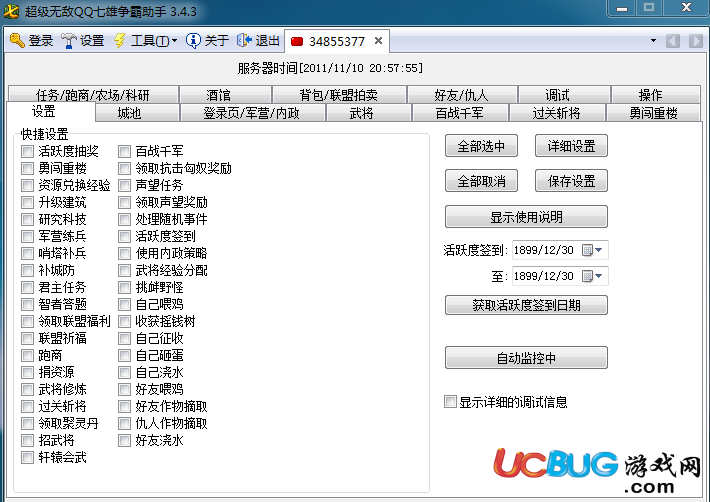 超级无敌QQ七雄争霸助手 3.4.3
登录 设置 工具(T) 关于 退出 34855377
服务器时间[2011/11/10 20:57:55]
任务/跑商/农场/科研 酒馆 背包/联盟拍卖 好友/仇人 调试 操作
设置 城池 登录页/军营/内政 武将 百战千军 过关斩将 勇闯重楼
快捷设置
活跃度抽奖 百战千军
勇闯重楼 领取抗击匈奴奖励
资源兑换经验 声望任务
升级建筑 领取声望奖励
研究科技 处理随机事件
军营练兵 活跃度签到
哨塔补兵 使用内政策略
补城防 武将经验分配
君主任务 挑衅野怪
智者答题 自己喂鸡
领取联盟福利 收获摇钱树
联盟祈福 自己征收
跑商 自己砸蛋
捐资源 自己浇水
武将修炼 好友喂鸡
过关斩将 好友作物摘取
领取聚灵丹 仇人作物摘取
招武将 好友浇水
轩辕会武
全部选中 详细设置
全部取消 保存设置
显示使用说明
活跃度签到: 1899/12/30
至: 1899/12/30
获取活跃度签到日期
自动监控中
显示详细的调试信息
UCBUG游戏网
.com